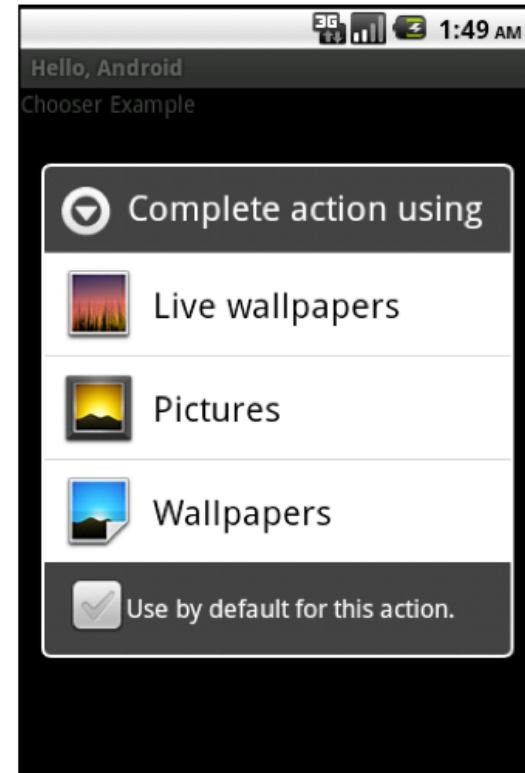 3G 1:49 AM
Hello, Android
Chooser Example
Complete action using
Live wallpapers
Pictures
Wallpapers
Use by default for this action.